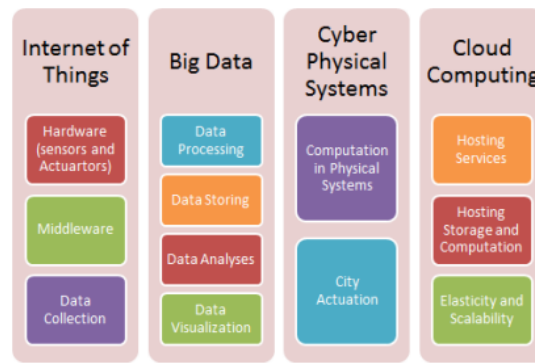 Internet of
Things
Hardware
(sensors and
Actuartors)
Middleware
Data
Collection
Big Data
Data
Processing
Data Storing
Data Analyses
Data
Visualization
Cyber
Physical
Systems
Computation
in Physical
Systems
City
Actuation
Cloud
Computing
Hosting
Services
Hosting
Storage and
Computation
Elasticity and
Scalability